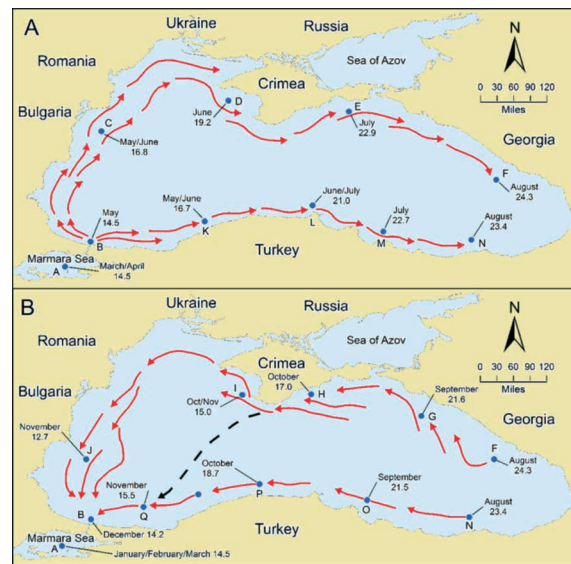 A
Ukraine
Russia
N
Romania
Sea of Azov
Crimea
0 30 60 90 120
Miles
Bulgaria
D
June
19.2
E
July
22.9
Georgia
C
May/June
16.8
F
August
24.3
May
14.5
May/June
16.7
June/July
21.0
July
22.7
August
23.4
B
K
L
M
N
Marmara Sea
A
March/April
14.5
Turkey
B
Ukraine
Russia
N
Romania
Sea of Azov
Crimea
0 30 60 90 120
Miles
October
17.0
H
I
Oct/Nov
15.0
Bulgaria
September
21.6
G
Georgia
November
12.7
J
F
August
24.3
October
18.7
P
November
15.5
Q
September
21.5
O
August
23.4
N
B
December 14.2
Marmara Sea
A
January/February/March 14.5
Turkey